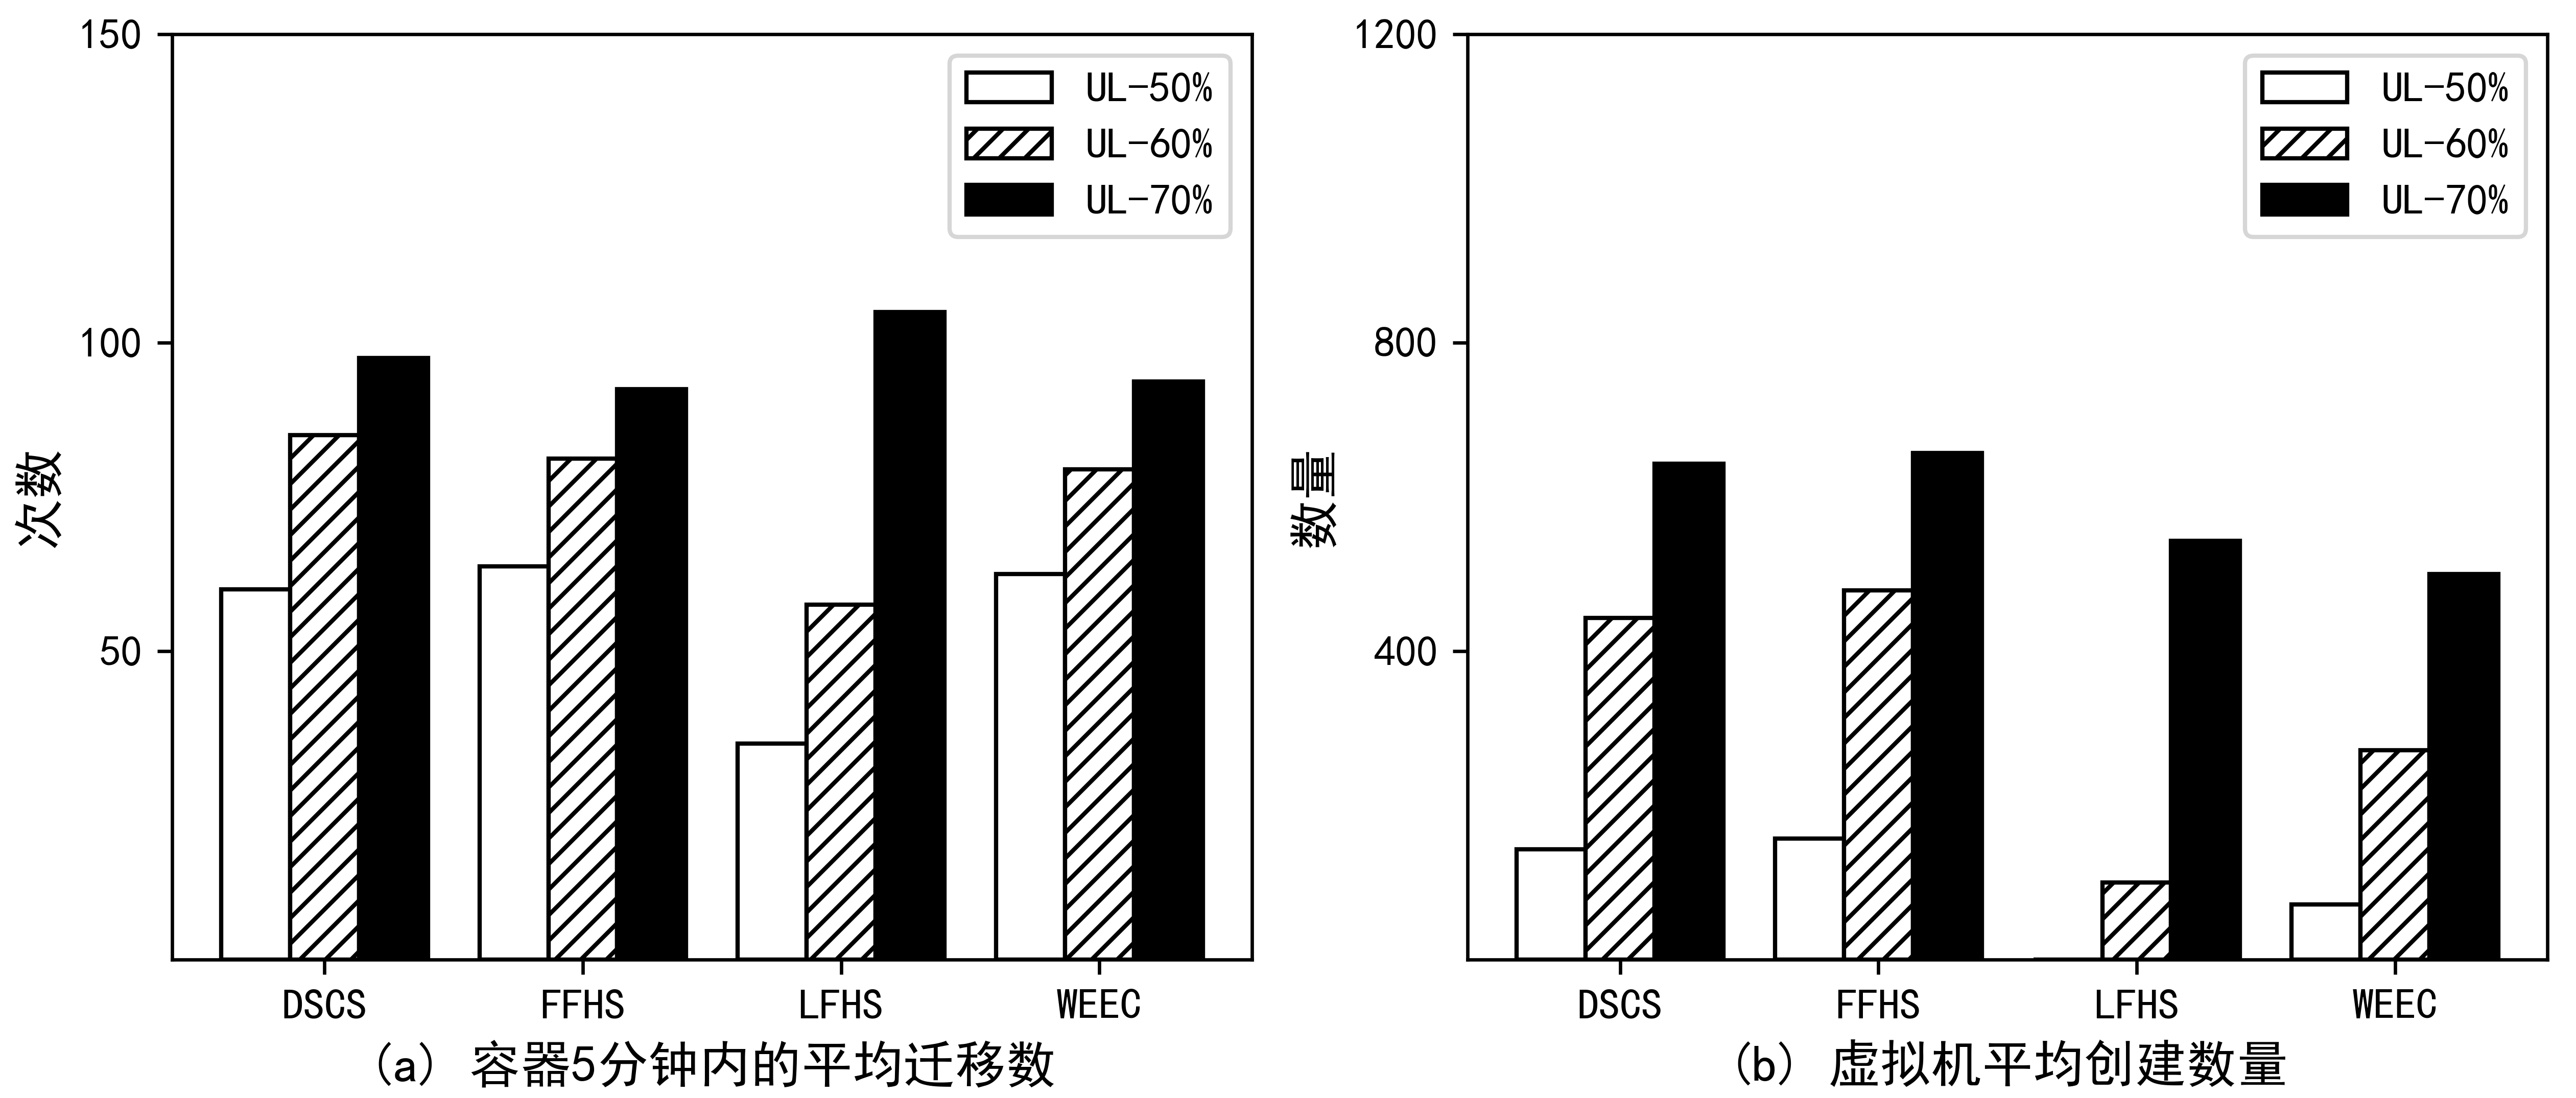 150
100
50
次数
UL-50%
UL-60%
UL-70%
DSCS FFHS LFHS WEEC
(a) 容器5分钟内的平均迁移数
1200
800
400
数量
UL-50%
UL-60%
UL-70%
DSCS FFHS LFHS WEEC
(b) 虚拟机平均创建数量